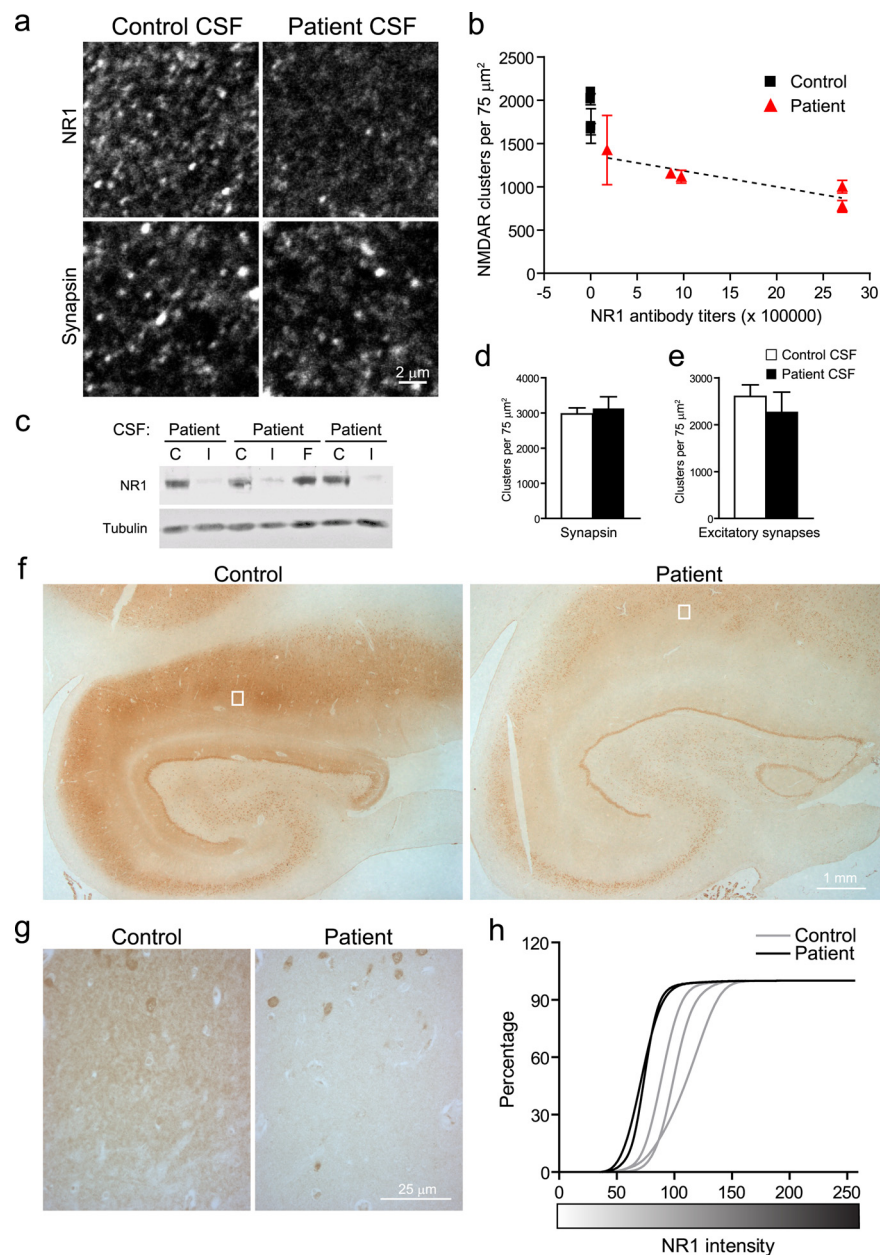 a
Control CSF Patient CSF
NR1
Synapsin
2 μm
b
NMDAR clusters per 75 μm²
2500
2000
1500
1000
500
0
-5 0 5 10 15 20 25 30
NR1 antibody titers (x 100000)
Control
Patient
c
CSF: Patient Patient Patient
C I C I F C I
NR1
Tubulin
d
Clusters per 75 μm²
4000
3000
2000
1000
0
Synapsin
e
Control CSF
Patient CSF
Clusters per 75 μm²
2600
2400
1600
800
0
Excitatory synapses
f
Control Patient
1 mm
g
Control Patient
25 μm
h
Control
Patient
Percentage
120
90
60
30
0
0 50 100 150 200 250
NR1 intensity